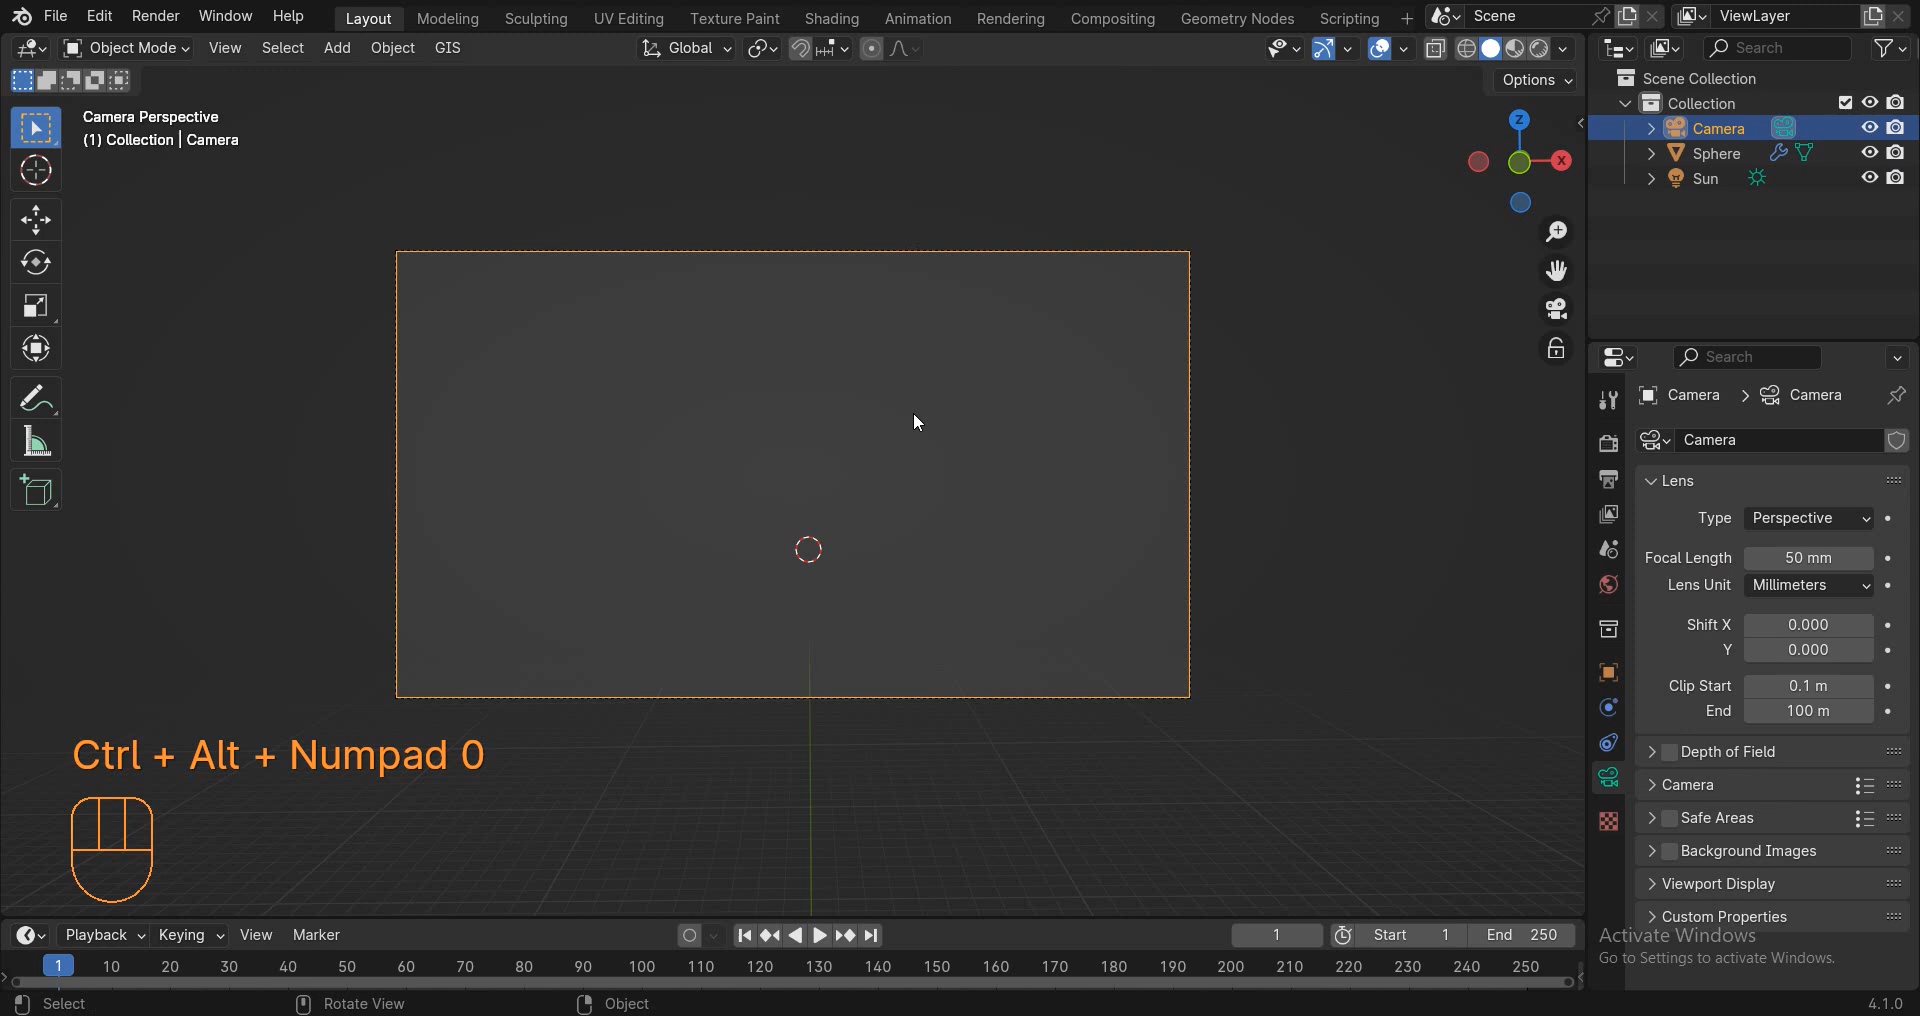 File Edit Render Window Help Layout Modeling Sculpting UV Editing Texture Paint Shading Animation Rendering Compositing Geometry Nodes Scripting + Scene ViewLayer
Object Mode View Select Add Object GIS Global Search
Options
Camera Perspective
(1) Collection | Camera
Z
X
Scene Collection
Collection
Camera
Sphere
Sun
Search
Camera Camera
Camera
Lens
Type Perspective
Focal Length 50 mm
Lens Unit Millimeters
Shift X 0.000
Y 0.000
Clip Start 0.1 m
End 100 m
Depth of Field
Camera
Safe Areas
Background Images
Viewport Display
Custom Properties
Ctrl + Alt + Numpad 0
Activate Windows
Go to Settings to activate Windows.
Playback Keying View Marker 1 Start 1 End 250
1 10 20 30 40 50 60 70 80 90 100 110 120 130 140 150 160 170 180 190 200 210 220 230 240 250
Select Rotate View Object 4.1.0